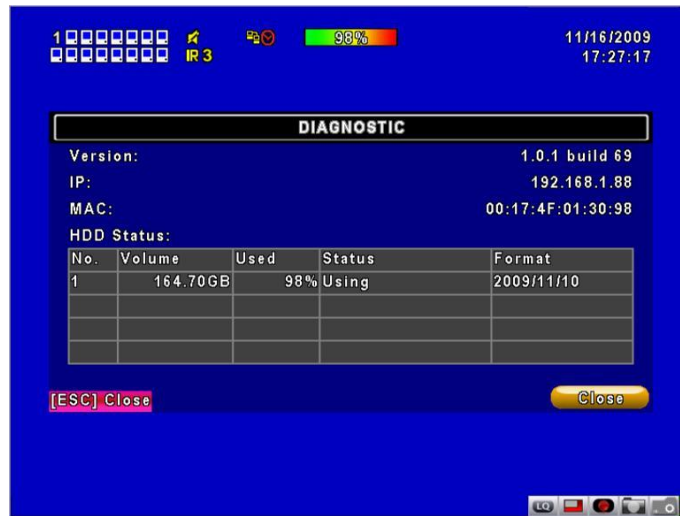 1 98% 11/16/2009
IR 3 17:27:17
DIAGNOSTIC
Version: 1.0.1 build 69
IP: 192.168.1.88
MAC: 00:17:4F:01:30:98
HDD Status:
No. Volume Used Status Format
1 164.70GB 98% Using 2009/11/10
[ESC] Close Close
LQ